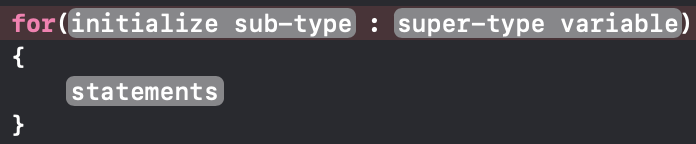 for(initialize sub-type : super-type variable)
{
statements
}